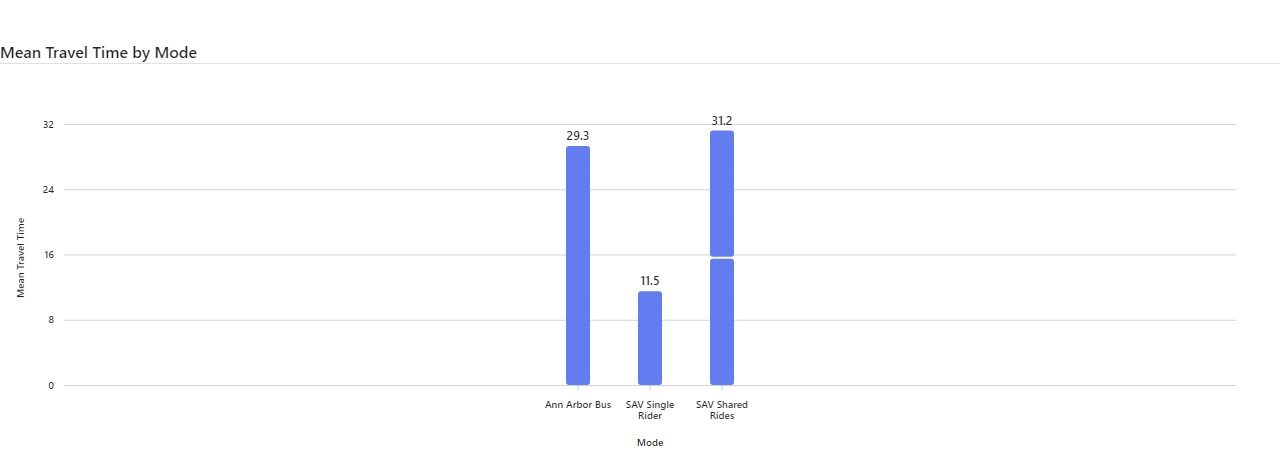 Mean Travel Time by Mode
32
24
16
8
0
Mean Travel Time
29.3
11.5
31.2
Ann Arbor Bus
SAV Single
Rider
SAV Shared
Rides
Mode